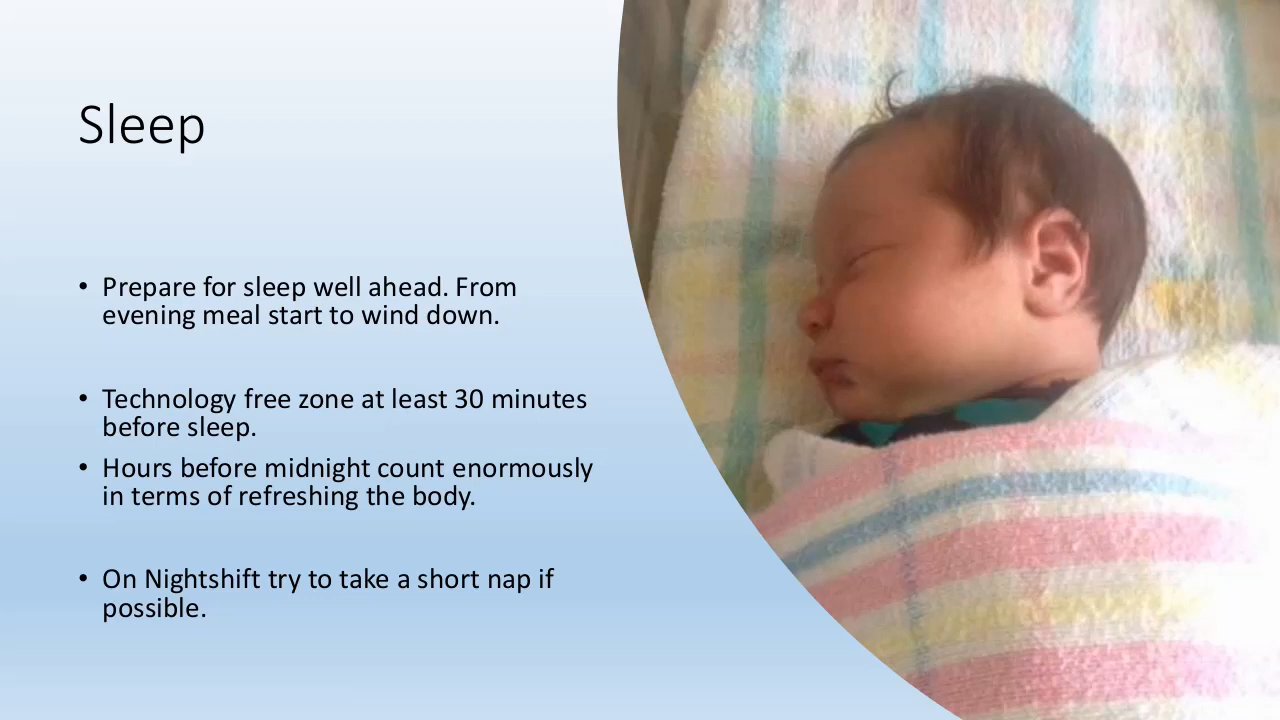 Sleep
• Prepare for sleep well ahead. From
evening meal start to wind down.
• Technology free zone at least 30 minutes
before sleep.
• Hours before midnight count enormously
in terms of refreshing the body.
• On Nightshift try to take a short nap if
possible.